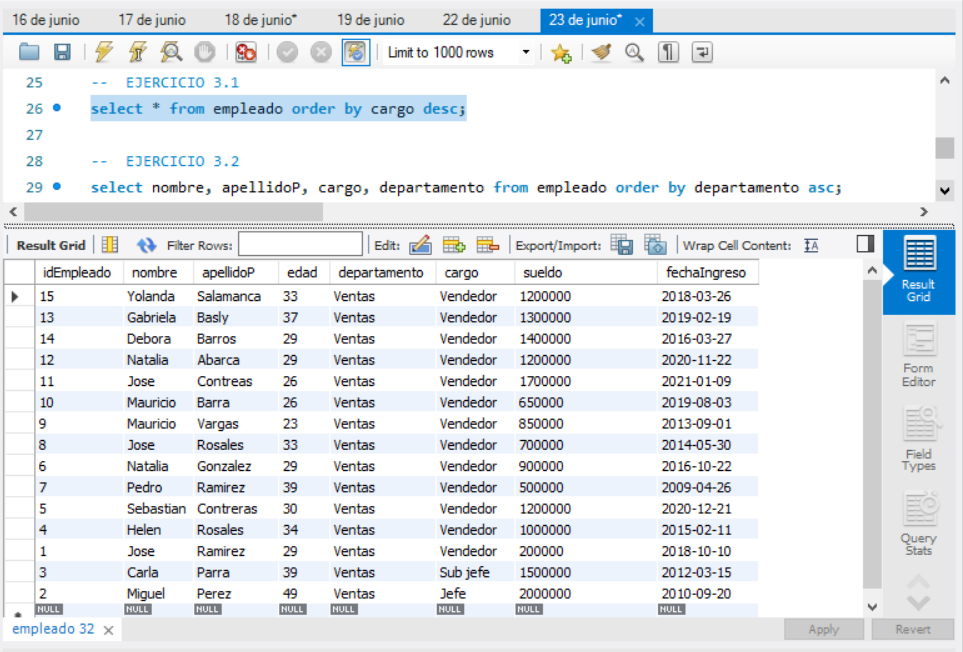 16 de junio 17 de junio 18 de junio* 19 de junio 22 de junio 23 de junio*
Limit to 1000 rows
25 -- EJERCICIO 3.1
26 select * from empleado order by cargo desc;
27
28 -- EJERCICIO 3.2
29 select nombre, apellidoP, cargo, departamento from empleado order by departamento asc;
Result Grid Filter Rows: Edit: Export/Import: Wrap Cell Content:
idEmpleado nombre apellidoP edad departamento cargo sueldo fechaIngreso
15 Yolanda Salamanca 33 Ventas Vendedor 1200000 2018-03-26
13 Gabriela Basly 37 Ventas Vendedor 1300000 2019-02-19
14 Debora Barros 29 Ventas Vendedor 1400000 2016-03-27
12 Natalia Abarca 29 Ventas Vendedor 1200000 2020-11-22
11 Jose Contreas 26 Ventas Vendedor 1700000 2021-01-09
10 Mauricio Barra 26 Ventas Vendedor 650000 2019-08-03
9 Mauricio Vargas 23 Ventas Vendedor 850000 2013-09-01
8 Jose Rosales 33 Ventas Vendedor 700000 2014-05-30
6 Natalia Gonzalez 29 Ventas Vendedor 900000 2016-10-22
7 Pedro Ramirez 39 Ventas Vendedor 500000 2009-04-26
5 Sebastian Contreras 30 Ventas Vendedor 1200000 2020-12-21
4 Helen Rosales 34 Ventas Vendedor 1000000 2015-02-11
1 Jose Ramirez 29 Ventas Vendedor 200000 2018-10-10
3 Carla Parra 39 Ventas Sub jefe 1500000 2012-03-15
2 Miguel Perez 49 Ventas Jefe 2000000 2010-09-20
NULL NULL NULL NULL NULL NULL NULL NULL
Result
Grid
Form
Editor
Field
Types
Query
Stats
empleado 32 Apply Revert